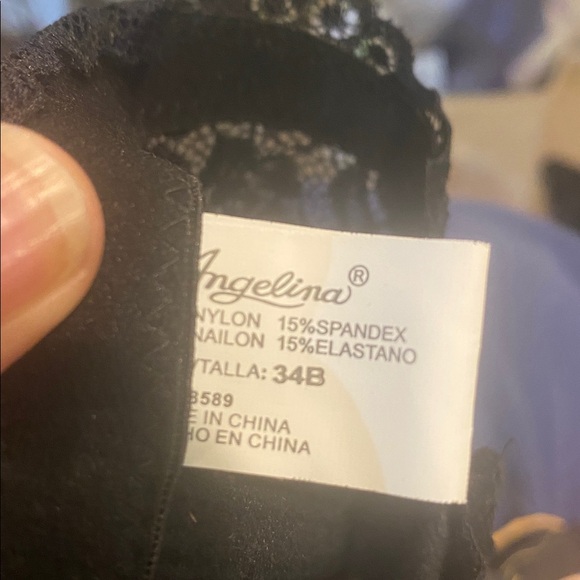 Angelina®
NYLON 15%SPANDEX
NAILON 15%ELASTANO
/TALLA: 34B
8589
E IN CHINA
HO EN CHINA